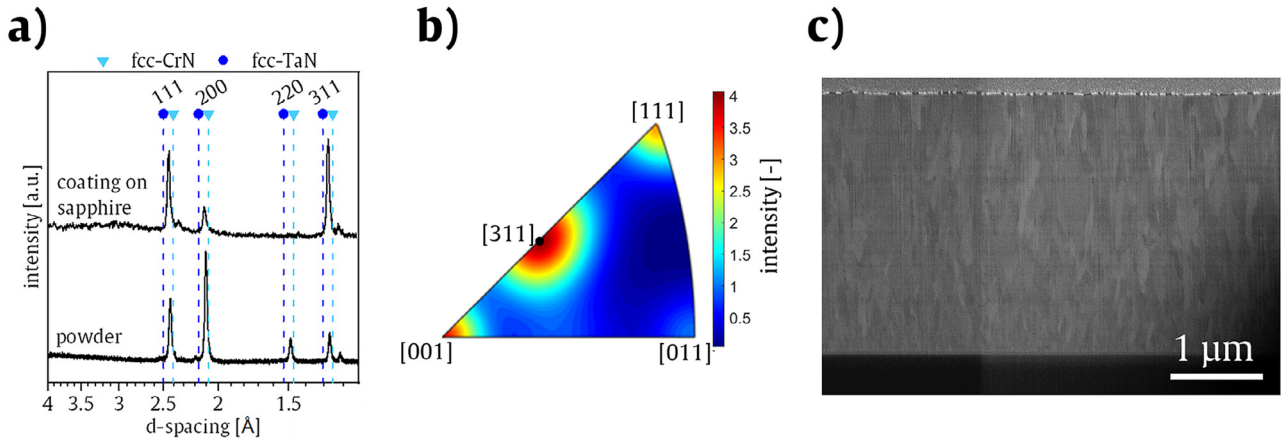 a)
fcc-CrN fcc-TaN
111 200 220 311
coating on
sapphire
powder
intensity [a.u.]
4 3.5 3 2.5 2 1.5
d-spacing [Å]
b)
[111]
[311]
[001] [011]
4
3.5
3
2.5
2
1.5
1
0.5
intensity [-]
c)
1 µm